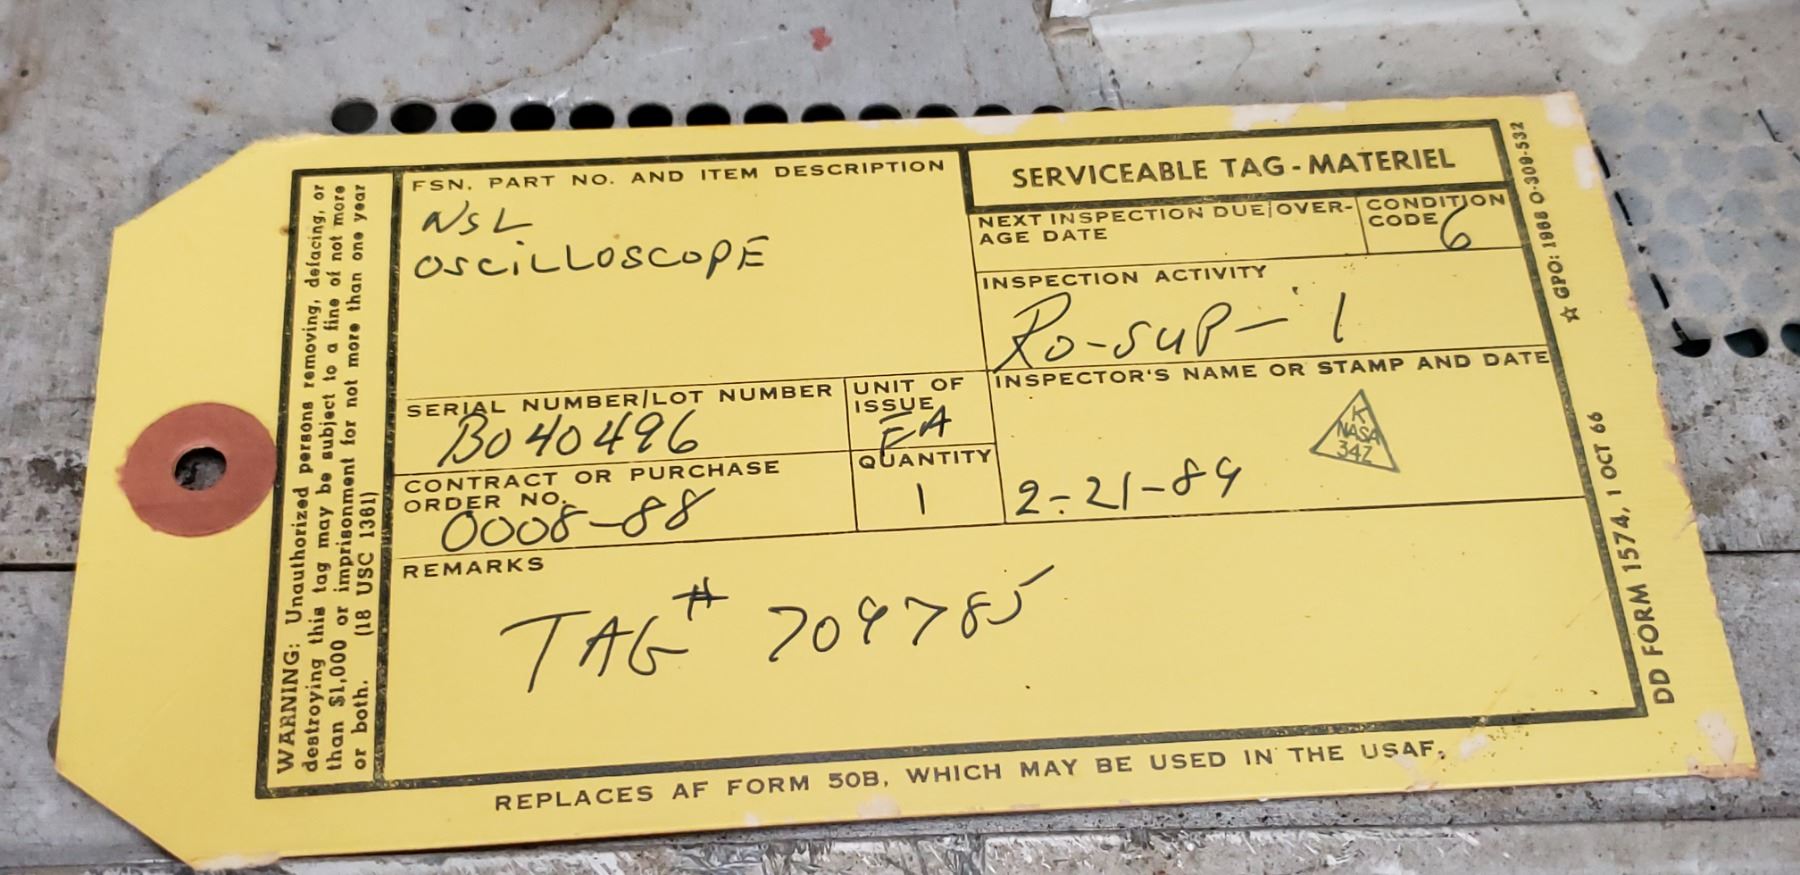 WARNING: Unauthorized persons removing, defacing, or
destroying this tag may be subject to a fine of not more
than $1,000 or imprisonment for not more than one year
or both. (18 USC 1361)
FSN, PART NO. AND ITEM DESCRIPTION
NSL
OSCILLOSCOPE
SERIAL NUMBER/LOT NUMBER
B040496
UNIT OF
ISSUE
EA
CONTRACT OR PURCHASE
ORDER NO.
0008-88
QUANTITY
1
SERVICEABLE TAG - MATERIEL
NEXT INSPECTION DUE/OVER-
AGE DATE
CONDITION
CODE 6
INSPECTION ACTIVITY
Ro-SUP-1
INSPECTOR'S NAME OR STAMP AND DATE
K
NASA
34Z
2-21-89
REMARKS
TAG # 709785
REPLACES AF FORM 50B, WHICH MAY BE USED IN THE USAF.
DD FORM 1574, 1 OCT 66
☆ GPO: 1988 O-309-532